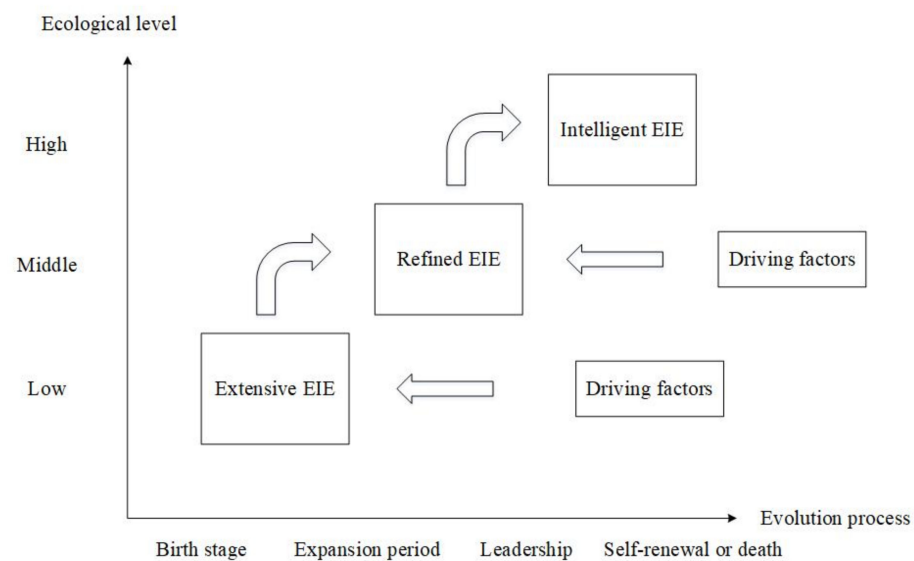 Ecological level
High
Intelligent EIE
Middle
Refined EIE
Driving factors
Low
Extensive EIE
Driving factors
Evolution process
Birth stage
Expansion period
Leadership
Self-renewal or death